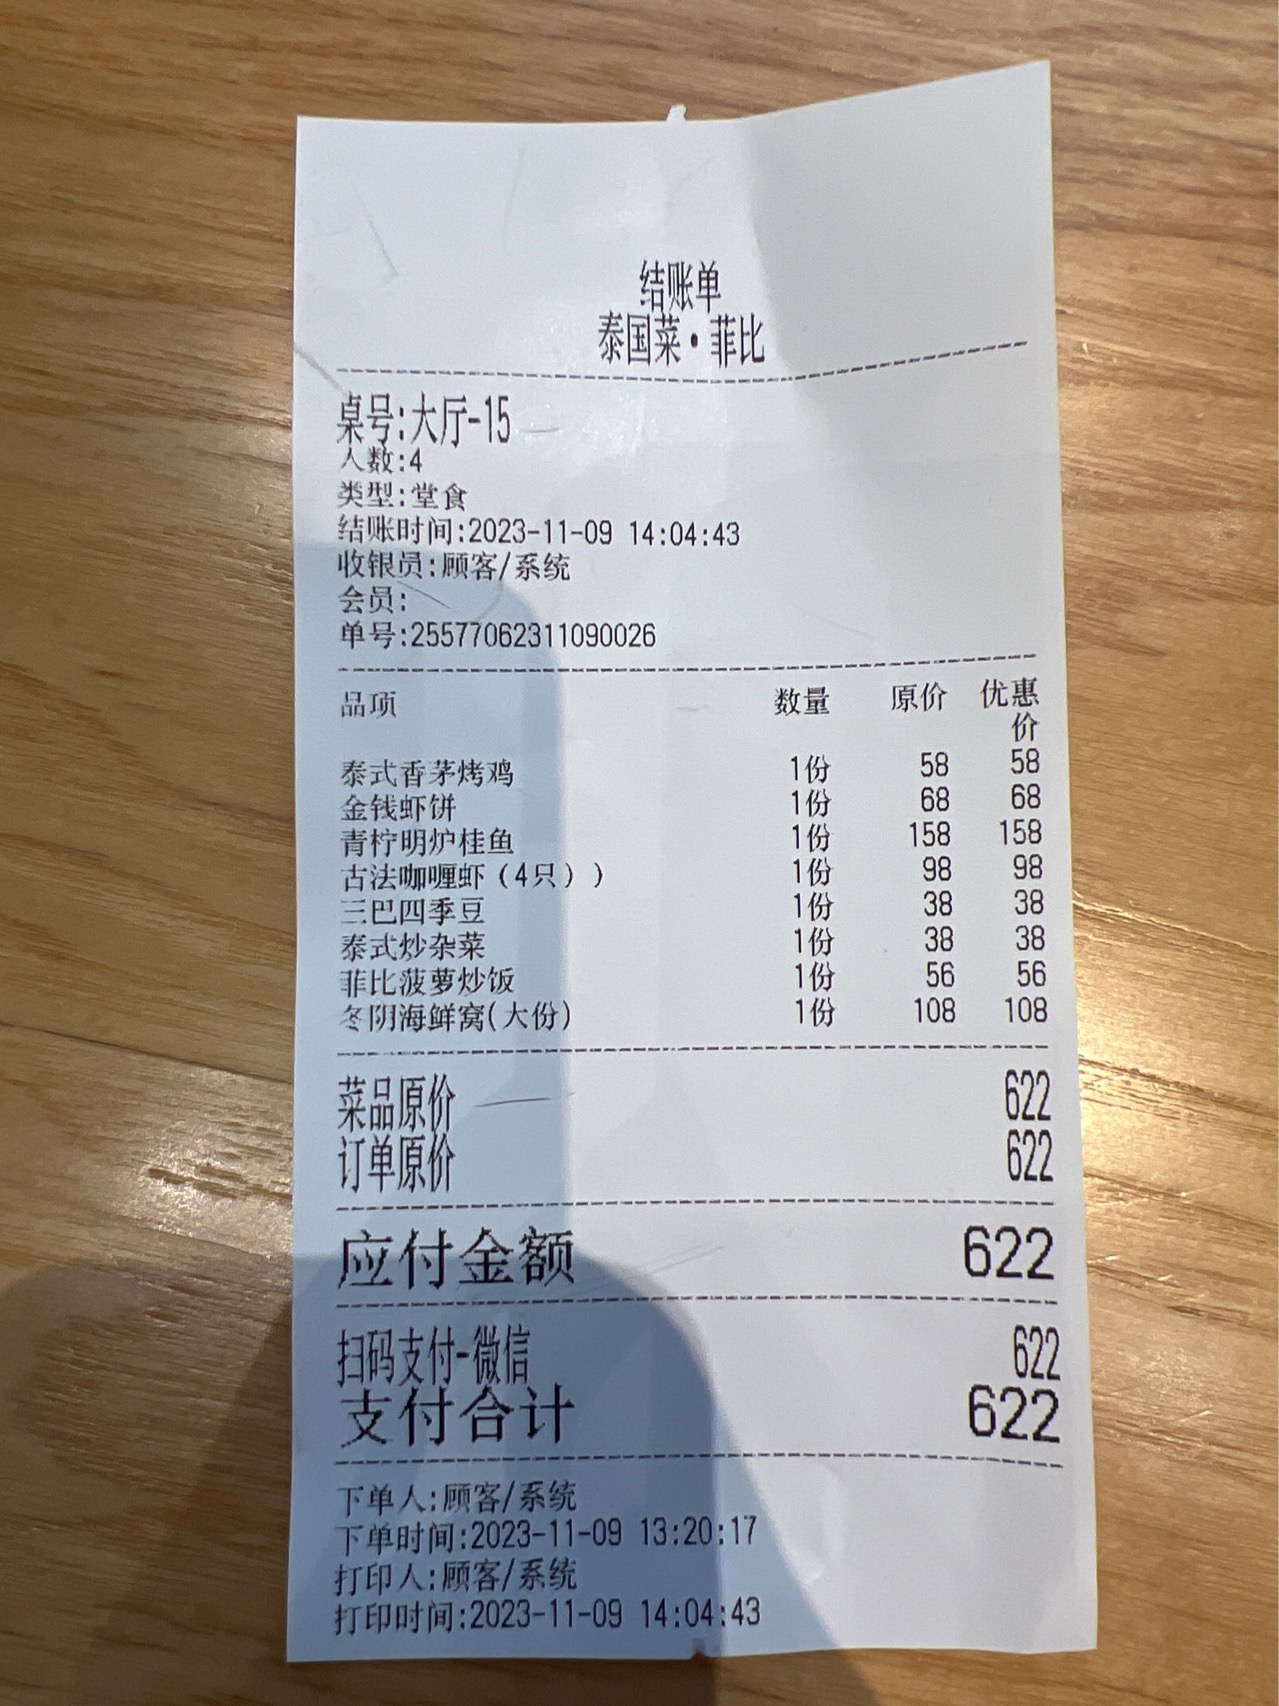 结账单
泰国菜·菲比
桌号:大厅-15
人数:4
类型:堂食
结账时间:2023-11-09 14:04:43
收银员:顾客/系统
会员:
单号:25577062311090026
品项 数量 原价 优惠价
泰式香茅烤鸡 1份 58 58
金钱虾饼 1份 68 68
青柠明炉桂鱼 1份 158 158
古法咖喱虾（4只）) 1份 98 98
三巴四季豆 1份 38 38
泰式炒杂菜 1份 38 38
菲比菠萝炒饭 1份 56 56
冬阴海鲜窝(大份) 1份 108 108
菜品原价 622
订单原价 622
应付金额 622
扫码支付-微信 622
支付合计 622
下单人:顾客/系统
下单时间:2023-11-09 13:20:17
打印人:顾客/系统
打印时间:2023-11-09 14:04:43